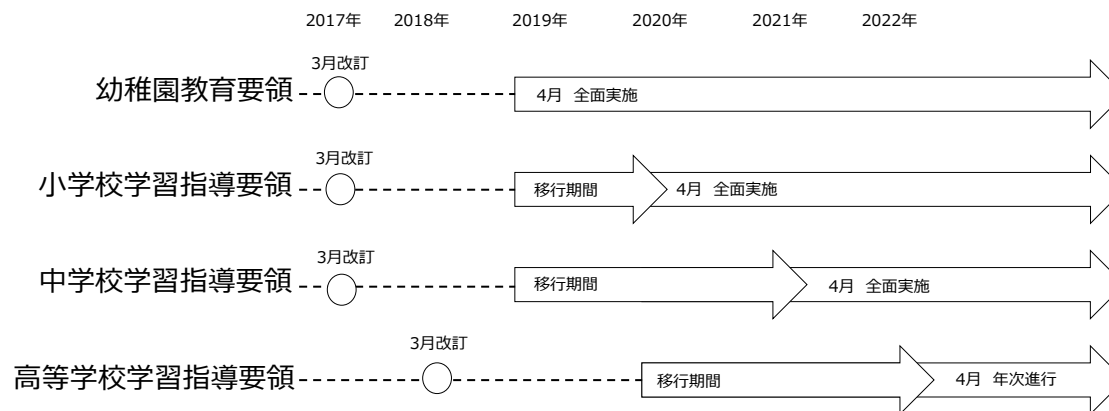 2017年 2018年 2019年 2020年 2021年 2022年
3月改訂
幼稚園教育要領
4月 全面実施
3月改訂
小学校学習指導要領
移行期間
4月 全面実施
3月改訂
中学校学習指導要領
移行期間
4月 全面実施
3月改訂
高等学校学習指導要領
移行期間
4月 年次進行